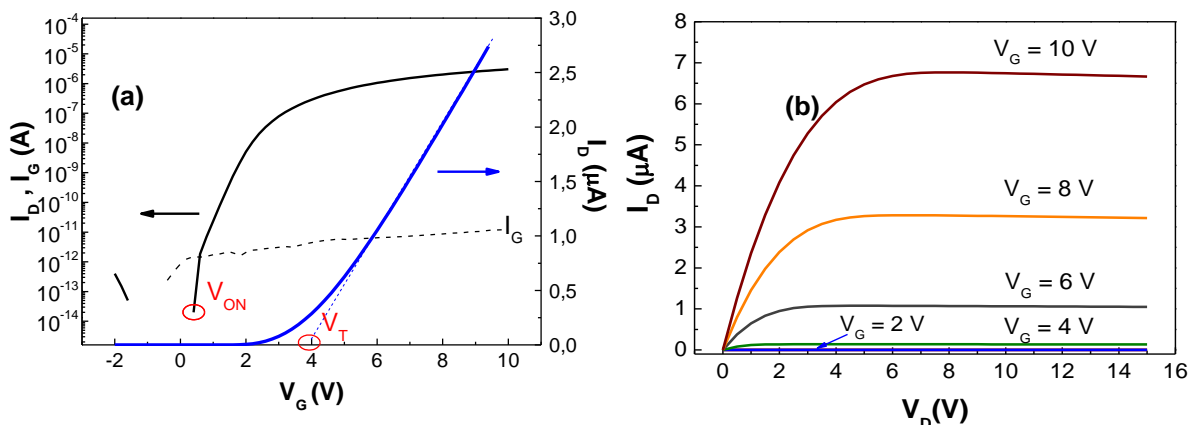 (a)
I_D, I_G (A)
10^-4
10^-5
10^-6
10^-7
10^-8
10^-9
10^-10
10^-11
10^-12
10^-13
10^-14
3,0
2,5
2,0
1,5
1,0
0,5
0,0
I_D (μA)
I_G
V_ON
V_T
-2 0 2 4 6 8 10
V_G (V)
(b)
I_D (μA)
8
7
6
5
4
3
2
1
0
V_G = 10 V
V_G = 8 V
V_G = 6 V
V_G = 2 V
V_G = 4 V
0 2 4 6 8 10 12 14 16
V_D(V)